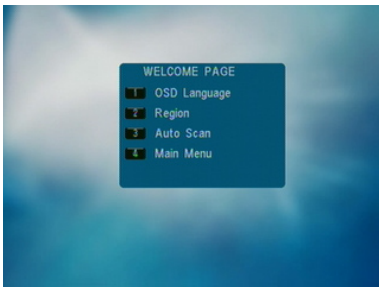 WELCOME PAGE
1 OSD Language
2 Region
3 Auto Scan
4 Main Menu